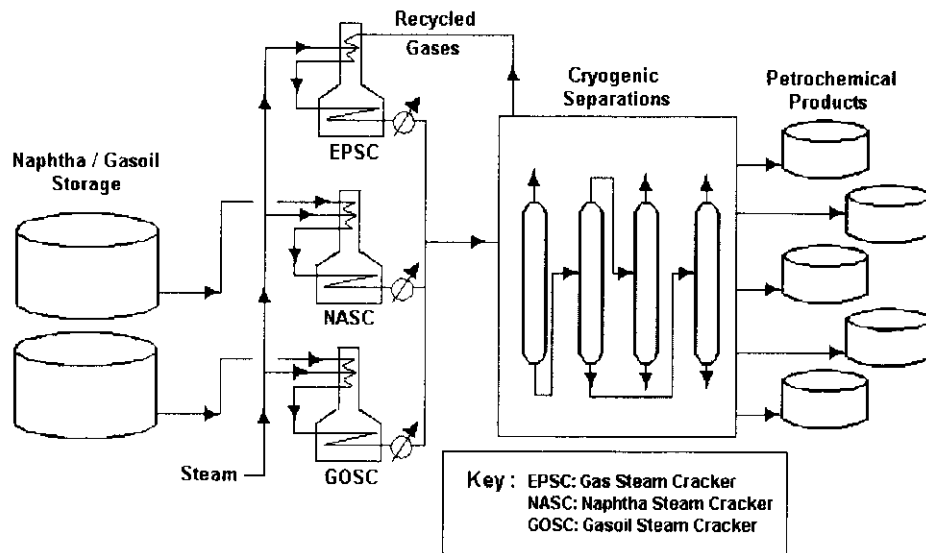 Recycled
Gases
Cryogenic
Separations
Petrochemical
Products
Naphtha / Gasoil
Storage
EPSC
NASC
GOSC
Steam
Key : EPSC: Gas Steam Cracker
NASC: Naphtha Steam Cracker
GOSC: Gasoil Steam Cracker